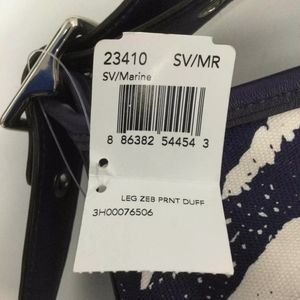 23410 SV/MR
SV/Marine
8 86382 54454 3
LEG ZEB PRNT DUFF
3H00076506